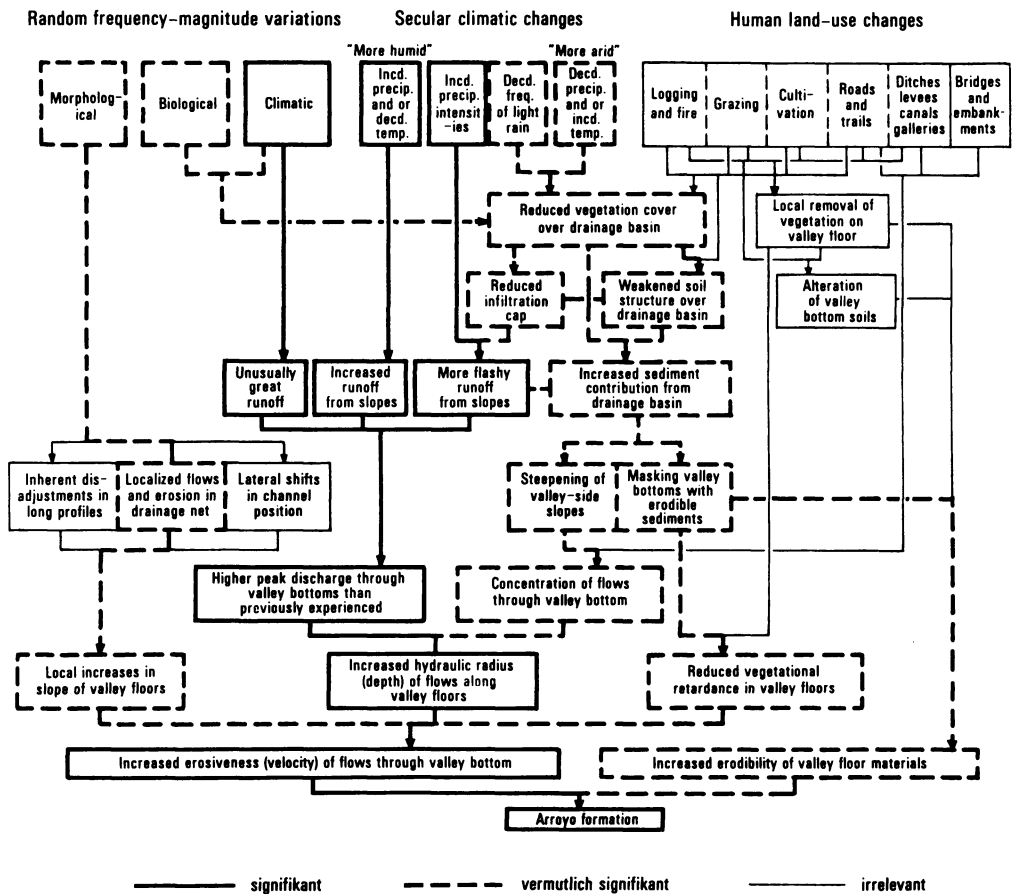 Random frequency–magnitude variations
Secular climatic changes
Human land–use changes
"More humid"
"More arid"
Morpholog-
ical
Biological
Climatic
Incd.
precip.
and or
decd.
temp.
Incd.
precip.
intensit
-ies
Decd.
freq.
of light
rain
Decd.
precip.
and or
incd.
temp.
Logging
and fire
Grazing
Culti-
vation
Roads
and
trails
Ditches
levees
canals
galleries
Bridges
and
embank-
ments
Reduced vegetation cover
over drainage basin
Local removal of
vegetation on
valley floor
Reduced
infiltration
cap
Weakened soil
structure over
drainage basin
Alteration
of valley
bottom soils
Unusually
great
runoff
Increased
runoff
from slopes
More flashy
runoff
from slopes
Increased sediment
contribution from
drainage basin
Inherent dis-
adjustments in
long profiles
Localized flows
and erosion in
drainage net
Lateral shifts
in channel
position
Steepening of
valley-side
slopes
Masking valley
bottoms with
erodible
sediments
Higher peak discharge through
valley bottoms than
previously experienced
Concentration of flows
through valley bottom
Local increases in
slope of valley floors
Increased hydraulic radius
(depth) of flows along
valley floors
Reduced vegetational
retardance in valley floors
Increased erosiveness (velocity) of flows through valley bottom
Increased erodibility of valley floor materials
Arroyo formation
signifikant
vermutlich signifikant
irrelevant